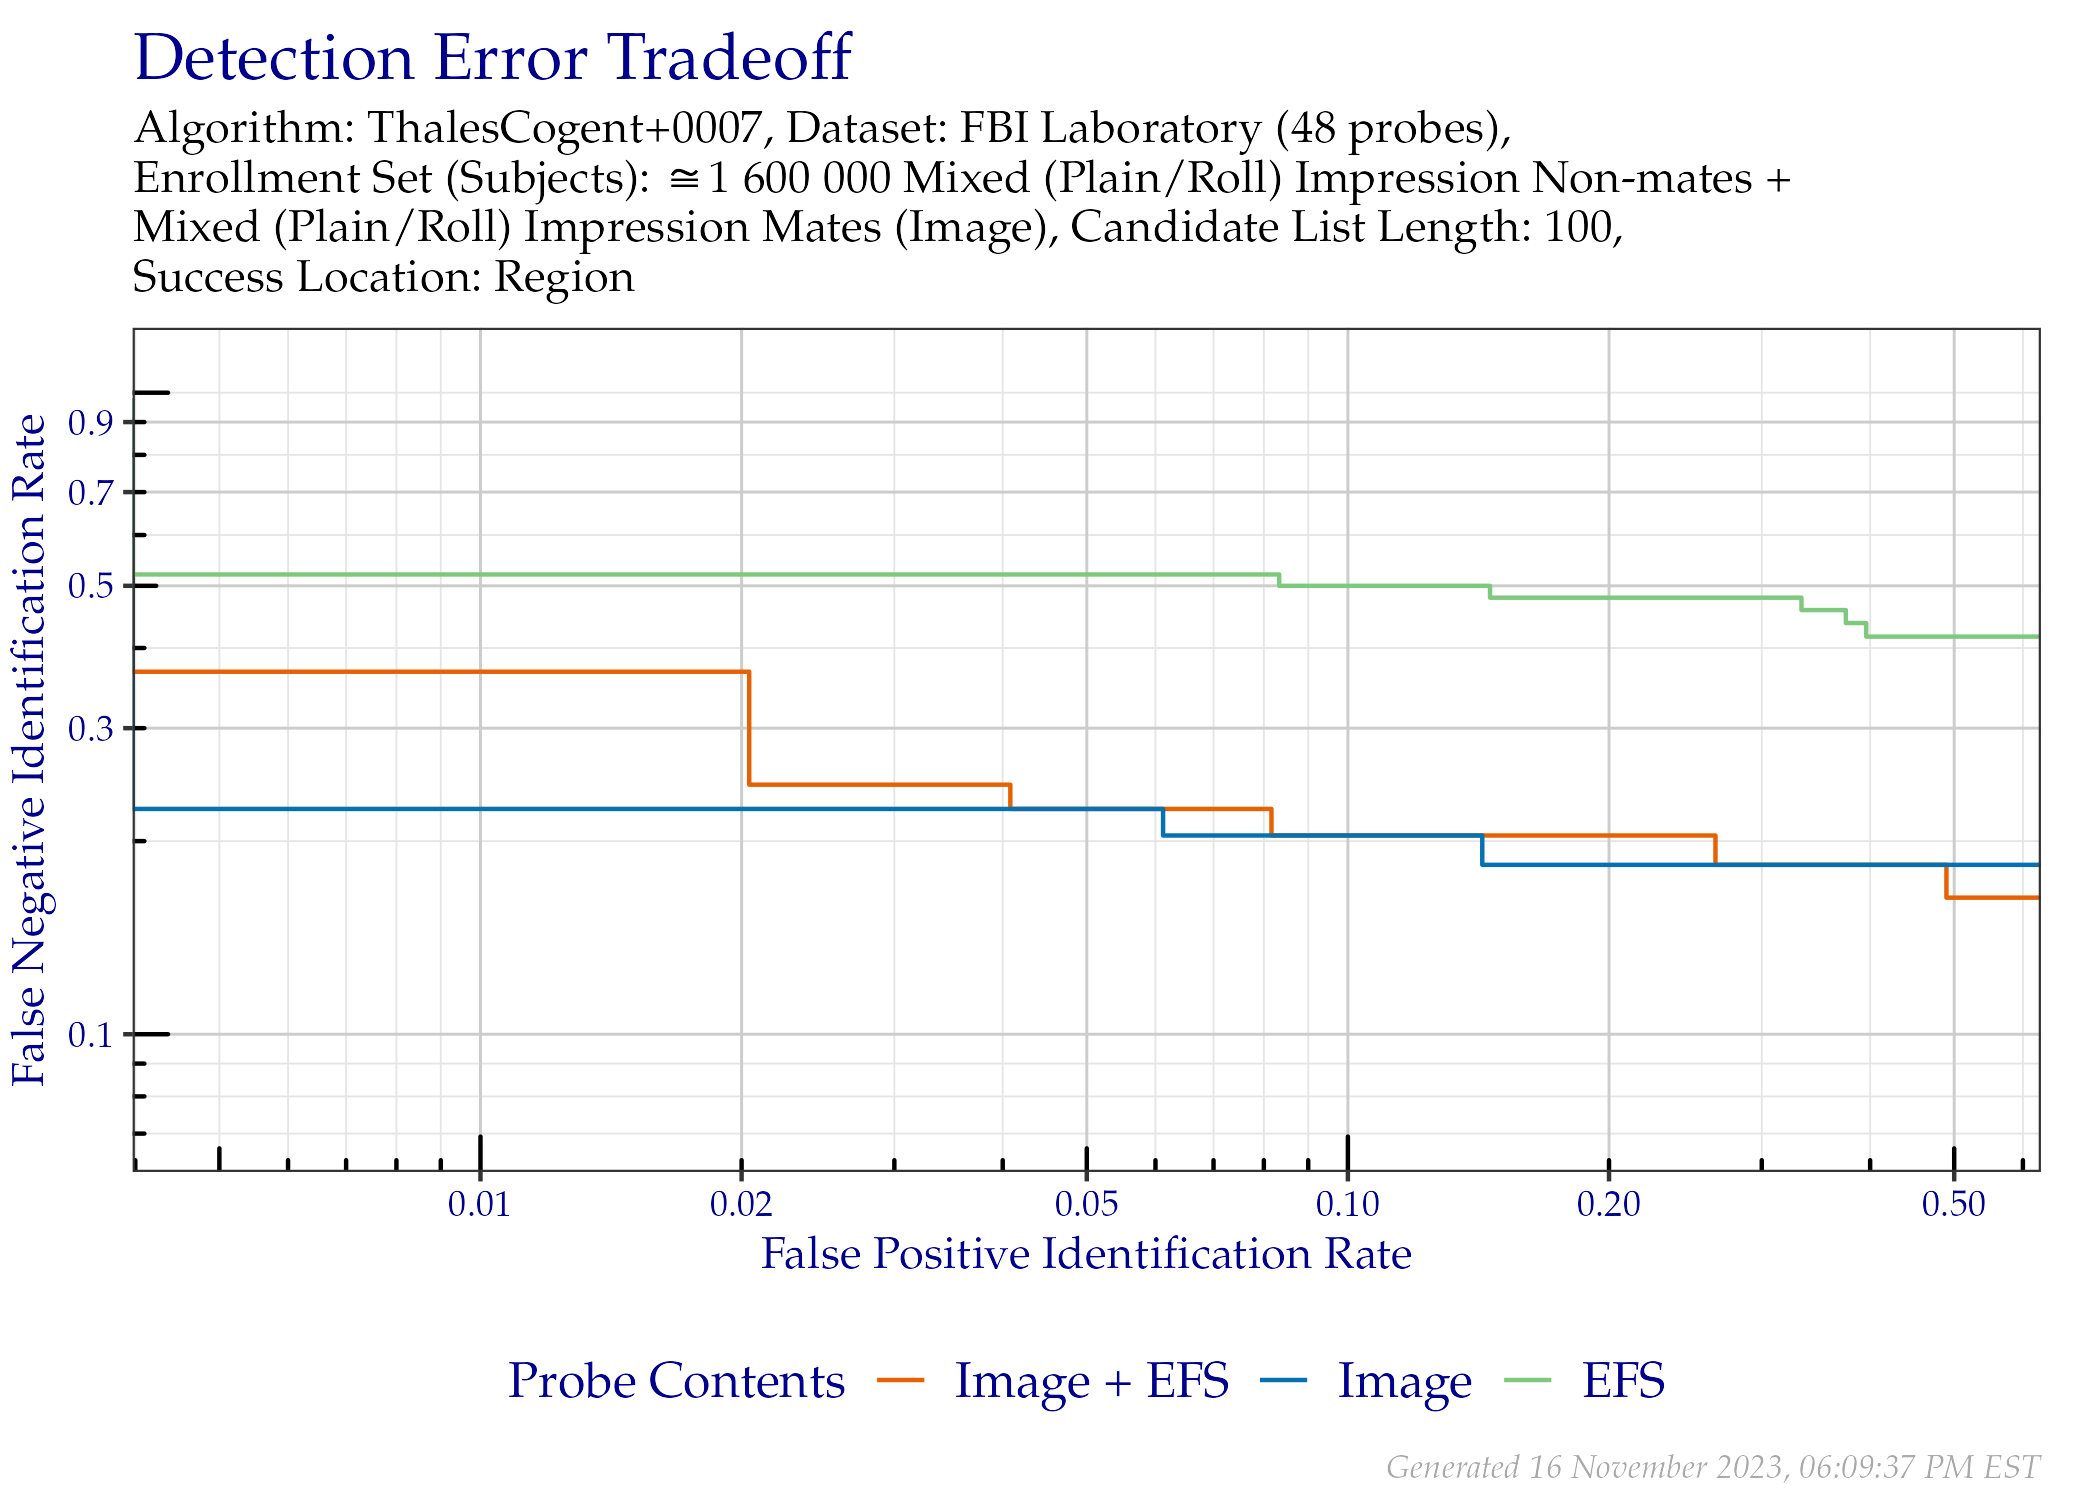 Detection Error Tradeoff
Algorithm: ThalesCogent+0007, Dataset: FBI Laboratory (48 probes),
Enrollment Set (Subjects): ≅1 600 000 Mixed (Plain/Roll) Impression Non-mates +
Mixed (Plain/Roll) Impression Mates (Image), Candidate List Length: 100,
Success Location: Region
False Negative Identification Rate
0.9
0.7
0.5
0.3
0.1
0.01 0.02 0.05 0.10 0.20 0.50
False Positive Identification Rate
Probe Contents Image + EFS Image EFS
Generated 16 November 2023, 06:09:37 PM EST